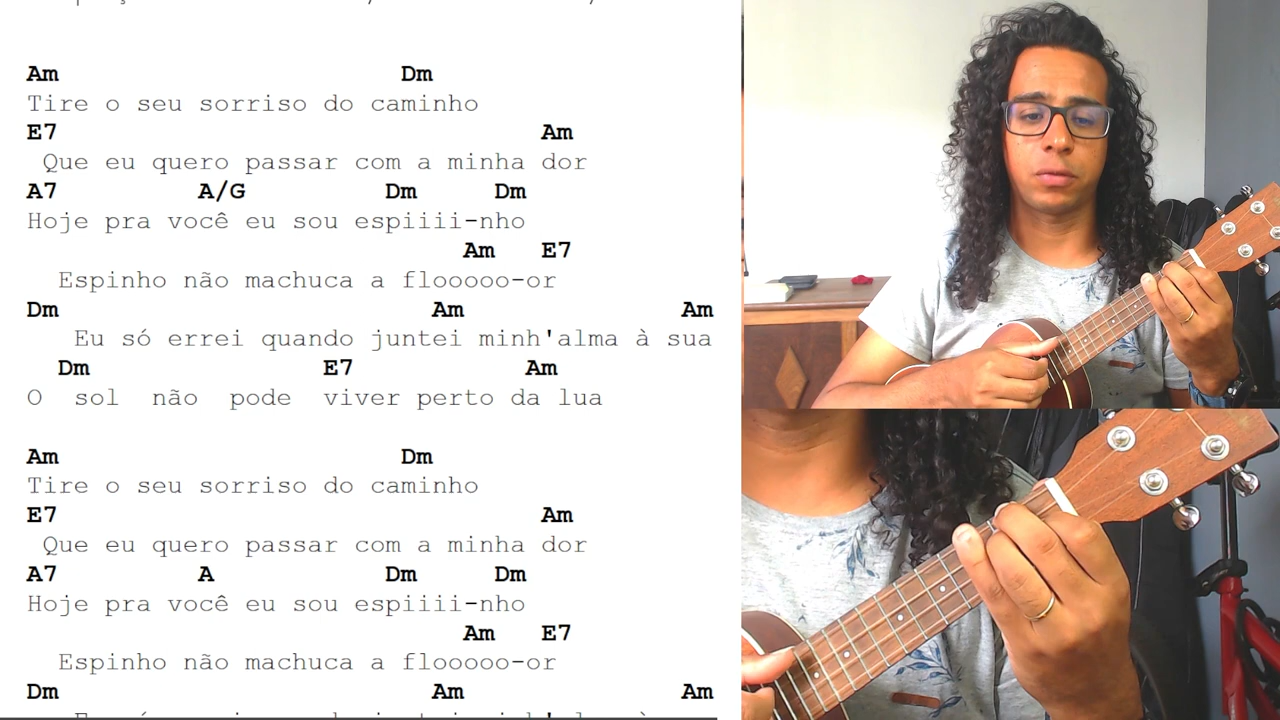 Am Dm
Tire o seu sorriso do caminho
E7 Am
Que eu quero passar com a minha dor
A7 A/G Dm Dm
Hoje pra você eu sou espiiii-nho
Am E7
Espinho não machuca a flooooo-or
Dm Am Am
Eu só errei quando juntei minh'alma à sua
Dm E7 Am
O sol não pode viver perto da lua
Am Dm
Tire o seu sorriso do caminho
E7 Am
Que eu quero passar com a minha dor
A7 A Dm Dm
Hoje pra você eu sou espiiii-nho
Am E7
Espinho não machuca a flooooo-or
Dm Am Am